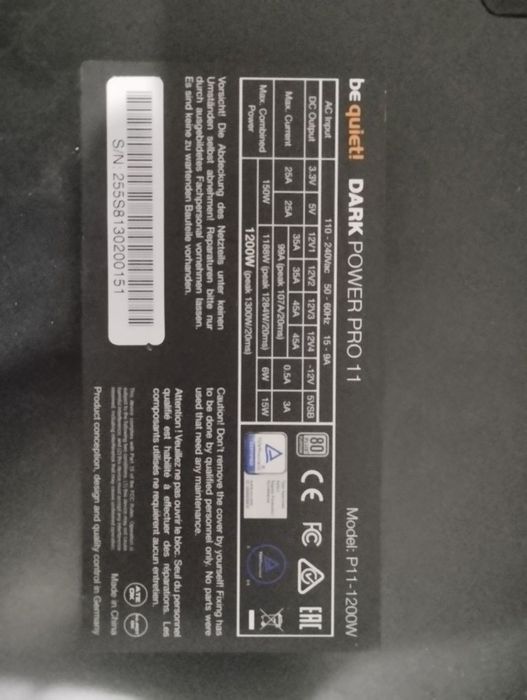 be quiet! DARK POWER PRO 11
Model: P11-1200W
AC Input 110 - 240Vac 50 - 60Hz 15 - 9A
DC Output 3.3V 5V 12V1 12V2 12V3 12V4 -12V 5VSB
Max. Current 25A 25A 35A 35A 45A 45A 0.5A 3A
99A (peak 107A/20ms)
Max. Combined Power 150W 1188W (peak 1284W/20ms) 6W 15W
1200W (peak 1300W/20ms)
80
CE FC EAC
Vorsicht! Die Abdeckung des Netzteils unter keinen
Umständen selbst abnehmen! Reparaturen bitte nur
durch ausgebildetes Fachpersonal vornehmen lassen.
Es sind keine zu wartenden Bauteile vorhanden.
Caution! Don't remove the cover by yourself! Fixing has
to be done by qualified personnel only. No parts were
used that need any maintenance.
Attention! Veuillez ne pas ouvrir le bloc. Seul du personnel
qualifié est habilité à effectuer des réparations. Les
composants utilisés ne requièrent aucun entretien.
S/N 255S8130200151
ATE
OK
Made in China
Product conception, design and quality control in Germany